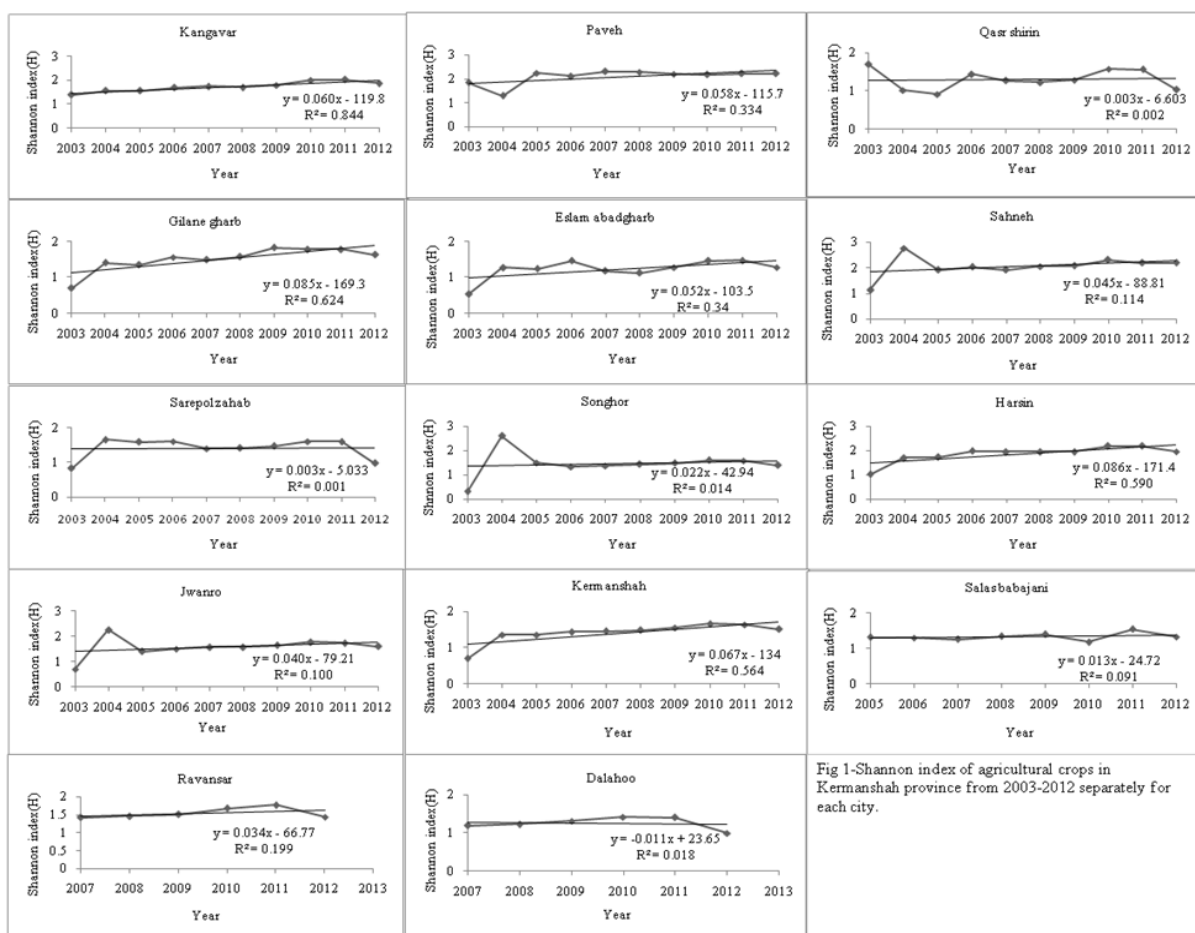 Kangavar
Shannon index(H)
3
2
1
0
y = 0.060x - 119.8
R² = 0.844
2003 2004 2005 2006 2007 2008 2009 2010 2011 2012
Year
Paveh
Shannon index(H)
3
2
1
0
y = 0.058x - 115.7
R² = 0.334
2003 2004 2005 2006 2007 2008 2009 2010 2011 2012
Year
Qasr shirin
Shannon index(H)
2
1
0
y = 0.003x - 6.603
R² = 0.002
2003 2004 2005 2006 2007 2008 2009 2010 2011 2012
Year
Gilane gharb
Shannon index(H)
2
1
0
y = 0.085x - 169.3
R² = 0.624
2003 2004 2005 2006 2007 2008 2009 2010 2011 2012
Year
Eslam abadgharb
Shannon index(H)
2
1
0
y = 0.052x - 103.5
R² = 0.34
2003 2004 2005 2006 2007 2008 2009 2010 2011 2012
Year
Sahneh
Shannon index(H)
3
2
1
0
y = 0.045x - 88.81
R² = 0.114
2003 2004 2005 2006 2007 2008 2009 2010 2011 2012
Year
Sarepolzahab
Shannon index(H)
2
1
0
y = 0.003x - 5.033
R² = 0.001
2003 2004 2005 2006 2007 2008 2009 2010 2011 2012
Year
Songhor
Shannon index(H)
3
2
1
0
y = 0.022x - 42.94
R² = 0.014
2003 2004 2005 2006 2007 2008 2009 2010 2011 2012
Year
Harsin
Shannon index(H)
3
2
1
0
y = 0.086x - 171.4
R² = 0.590
2003 2004 2005 2006 2007 2008 2009 2010 2011 2012
Year
Jwanro
Shannon index(H)
3
2
1
0
y = 0.040x - 79.21
R² = 0.100
2003 2004 2005 2006 2007 2008 2009 2010 2011 2012
Year
Kermanshah
Shannon index(H)
2
1
0
y = 0.067x - 134
R² = 0.564
2003 2004 2005 2006 2007 2008 2009 2010 2011 2012
Year
Salasbabajani
Shannon index(H)
2
1
0
y = 0.013x - 24.72
R² = 0.091
2005 2006 2007 2008 2009 2010 2011 2012
Year
Ravansar
Shannon index(H)
2
1.5
1
0.5
0
y = 0.034x - 66.77
R² = 0.199
2007 2008 2009 2010 2011 2012 2013
Year
Dalahoo
Shannon index(H)
2
1
0
y = -0.011x + 23.65
R² = 0.018
2007 2008 2009 2010 2011 2012 2013
Year
Fig 1-Shannon index of agricultural crops in
Kermanshah province from 2003-2012 separately for
each city.